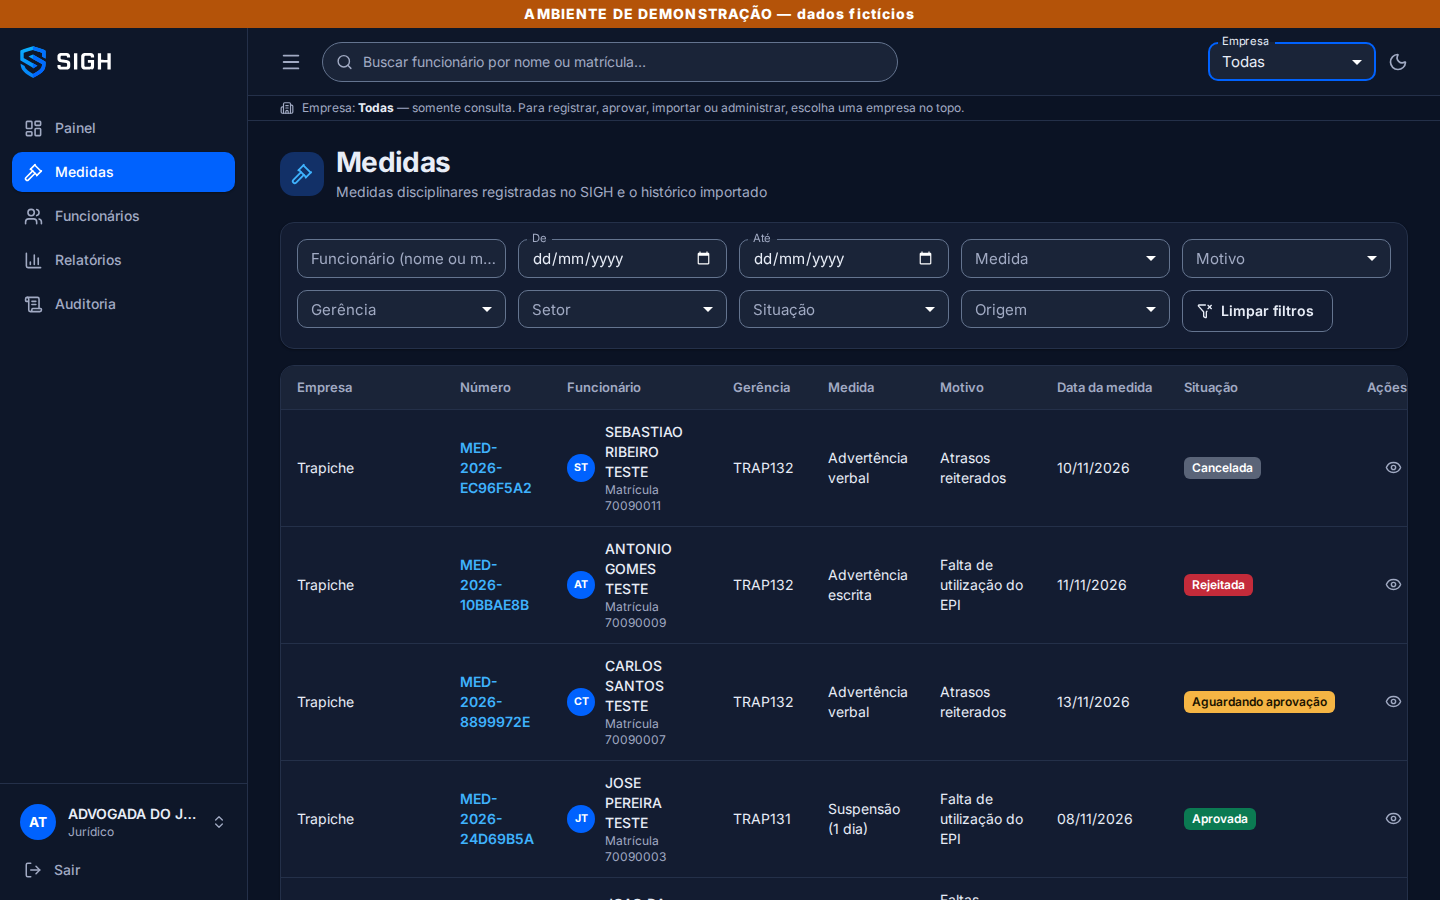 AMBIENTE DE DEMONSTRAÇÃO — dados fictícios
SIGH
Buscar funcionário por nome ou matrícula...
Empresa
Todas
Empresa: Todas — somente consulta. Para registrar, aprovar, importar ou administrar, escolha uma empresa no topo.
Painel
Medidas
Funcionários
Relatórios
Auditoria
Medidas
Medidas disciplinares registradas no SIGH e o histórico importado
Funcionário (nome ou m...
De
dd/mm/yyyy
Até
dd/mm/yyyy
Medida
Motivo
Gerência
Setor
Situação
Origem
Limpar filtros
Empresa Número Funcionário Gerência Medida Motivo Data da medida Situação Ações
Trapiche
MED-
2026-
EC96F5A2
ST
SEBASTIAO
RIBEIRO
TESTE
Matrícula
70090011
TRAP132
Advertência
verbal
Atrasos
reiterados
10/11/2026
Cancelada
Trapiche
MED-
2026-
10BBAE8B
AT
ANTONIO
GOMES
TESTE
Matrícula
70090009
TRAP132
Advertência
escrita
Falta de
utilização do
EPI
11/11/2026
Rejeitada
Trapiche
MED-
2026-
8899972E
CT
CARLOS
SANTOS
TESTE
Matrícula
70090007
TRAP132
Advertência
verbal
Atrasos
reiterados
13/11/2026
Aguardando aprovação
Trapiche
MED-
2026-
24D69B5A
JT
JOSE
PEREIRA
TESTE
Matrícula
70090003
TRAP131
Suspensão
(1 dia)
Falta de
utilização do
EPI
08/11/2026
Aprovada
Faltas
AT
ADVOGADA DO J...
Jurídico
Sair